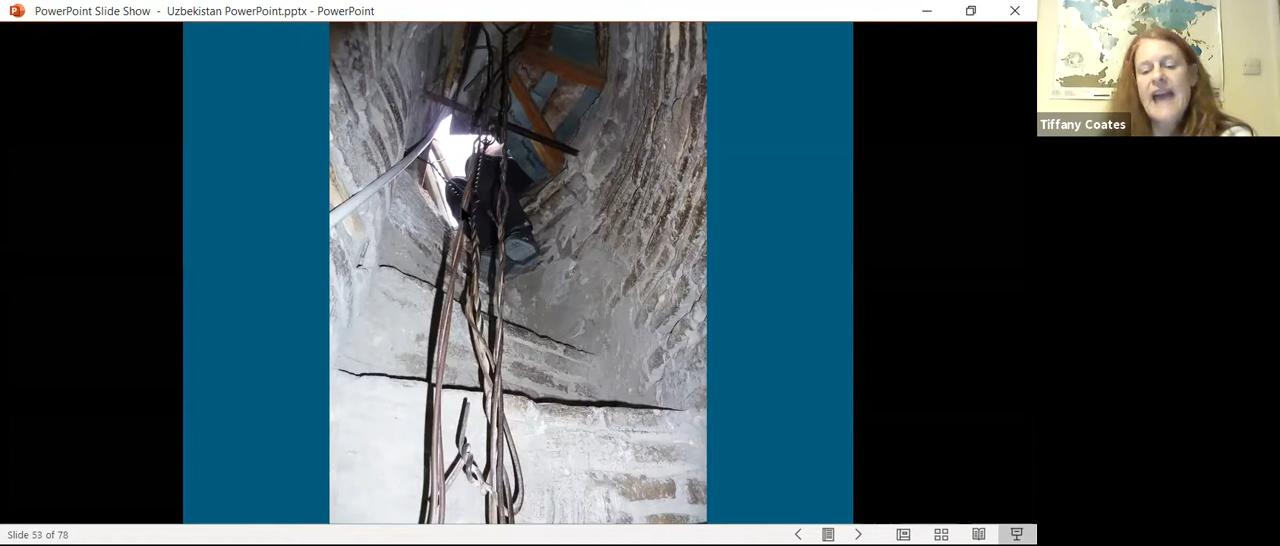 PowerPoint Slide Show - Uzbekistan PowerPoint.pptx - PowerPoint
Tiffany Coates
Slide 53 of 78